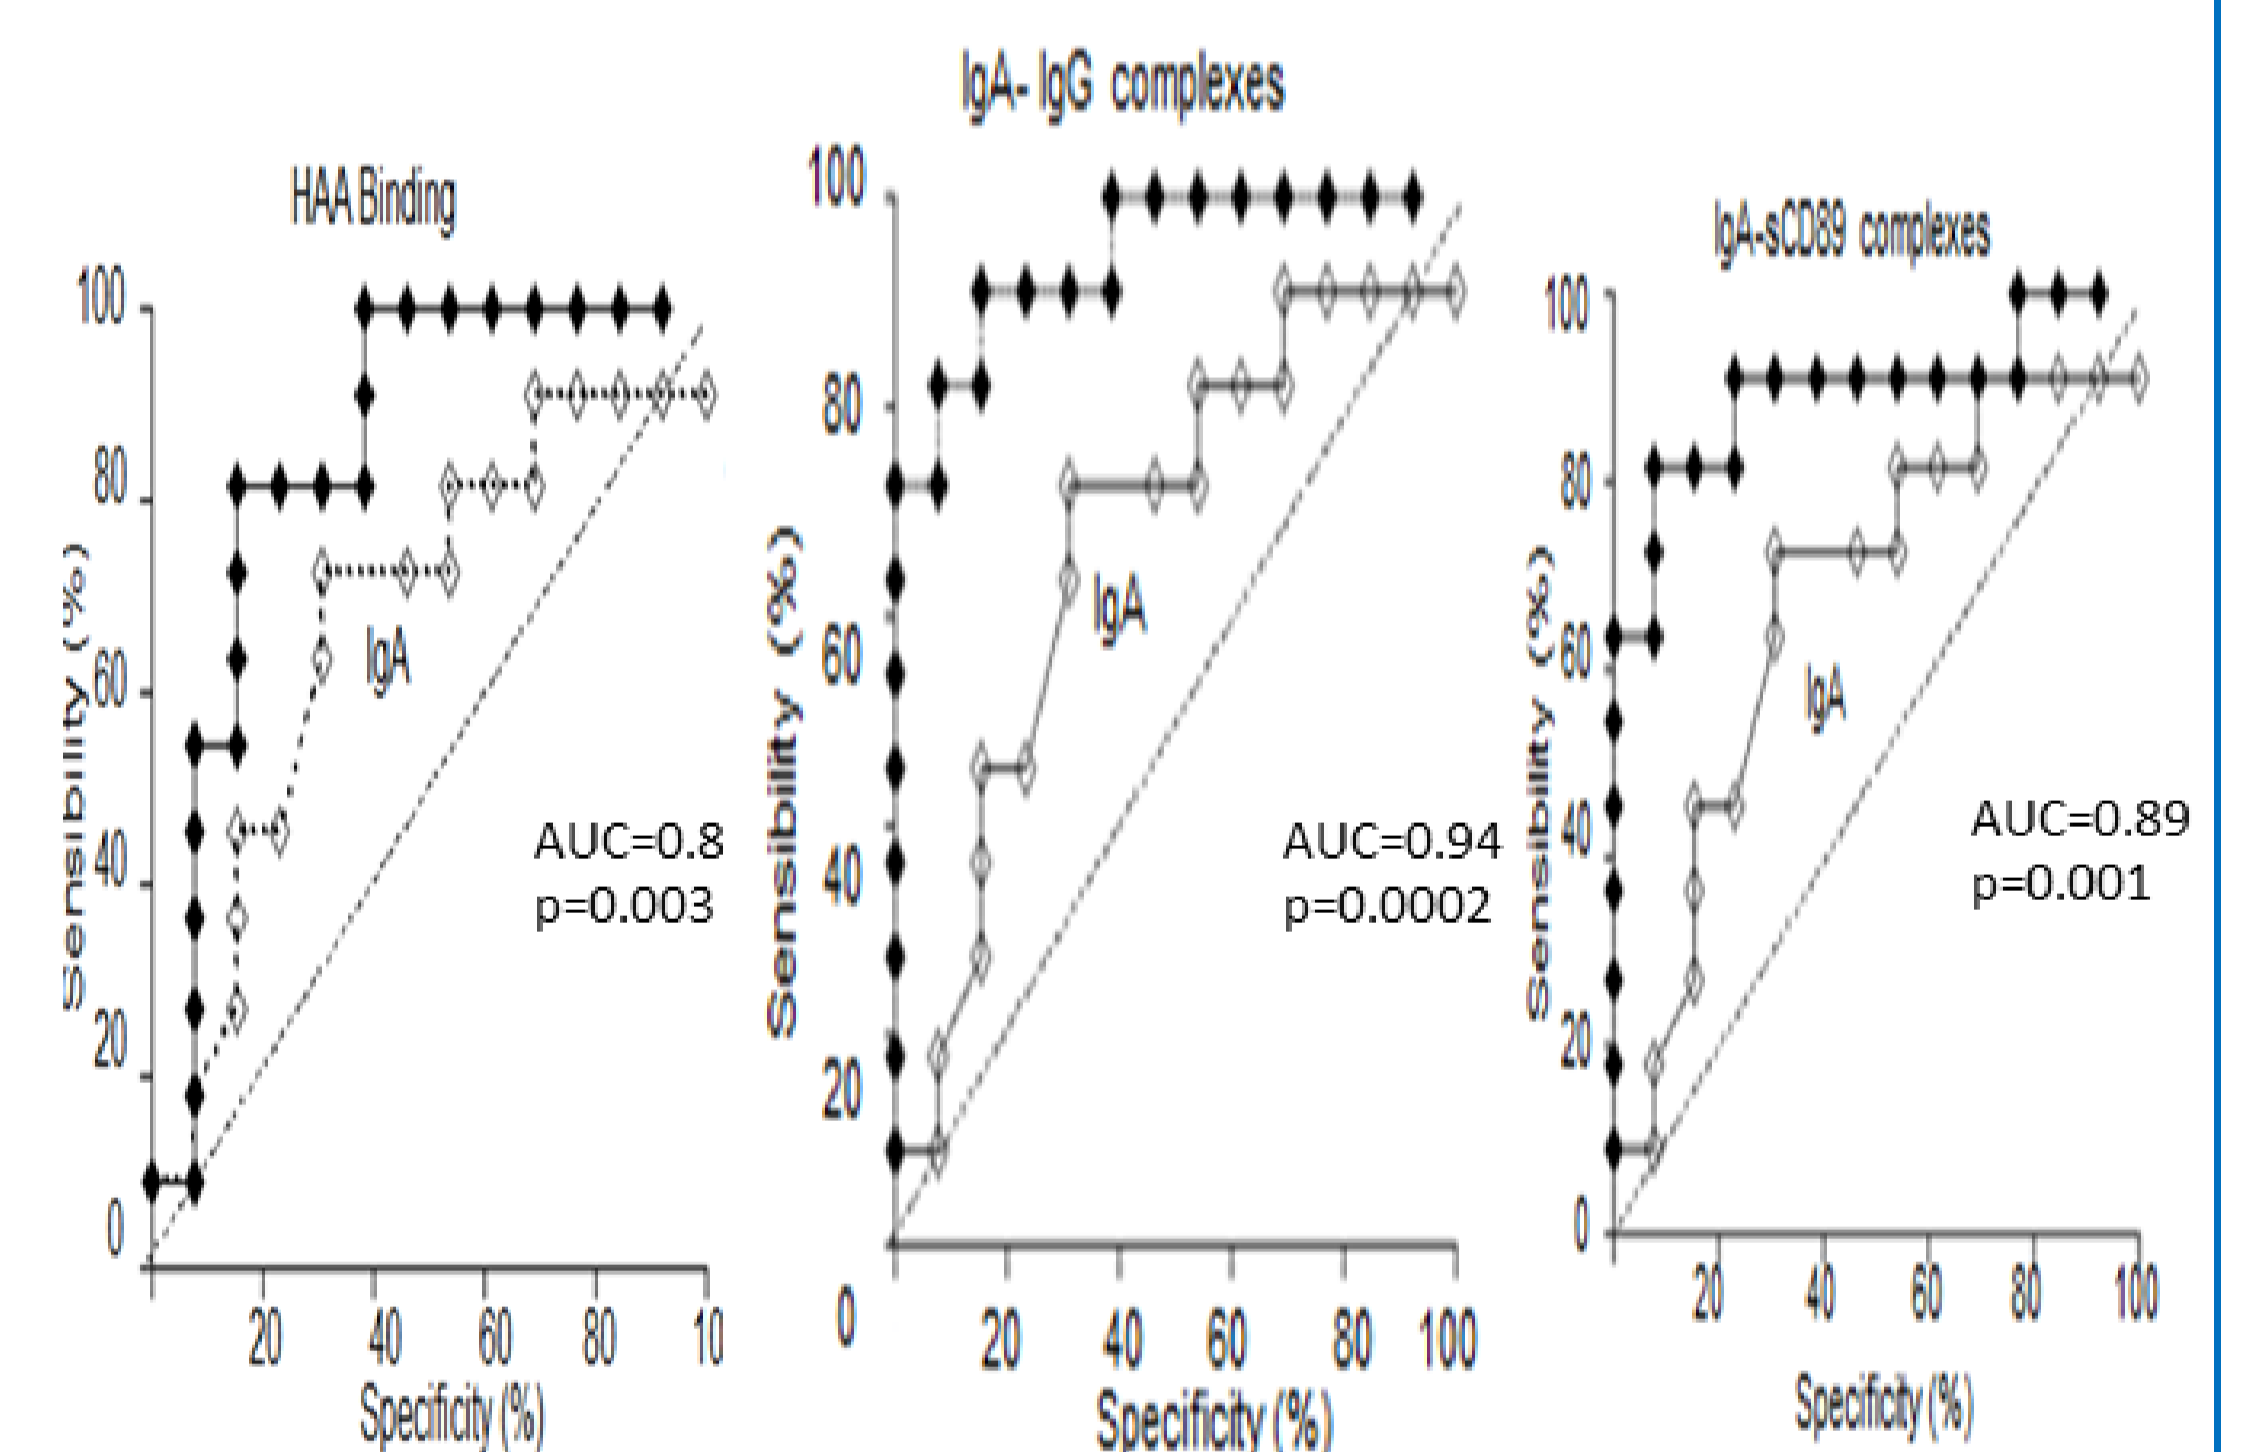 HAA Binding
100
80
60
40
20
0
Sensibility (%)
IgA
AUC=0.8
p=0.003
20 40 60 80 10
Specificity (%)
IgA- IgG complexes
100
80
60
40
20
0
Sensibility (%)
IgA
AUC=0.94
p=0.0002
20 40 60 80 100
Specificity (%)
IgA-sCD89 complexes
100
80
60
40
20
0
Sensibility (%)
IgA
AUC=0.89
p=0.001
20 40 60 80 100
Specificity (%)